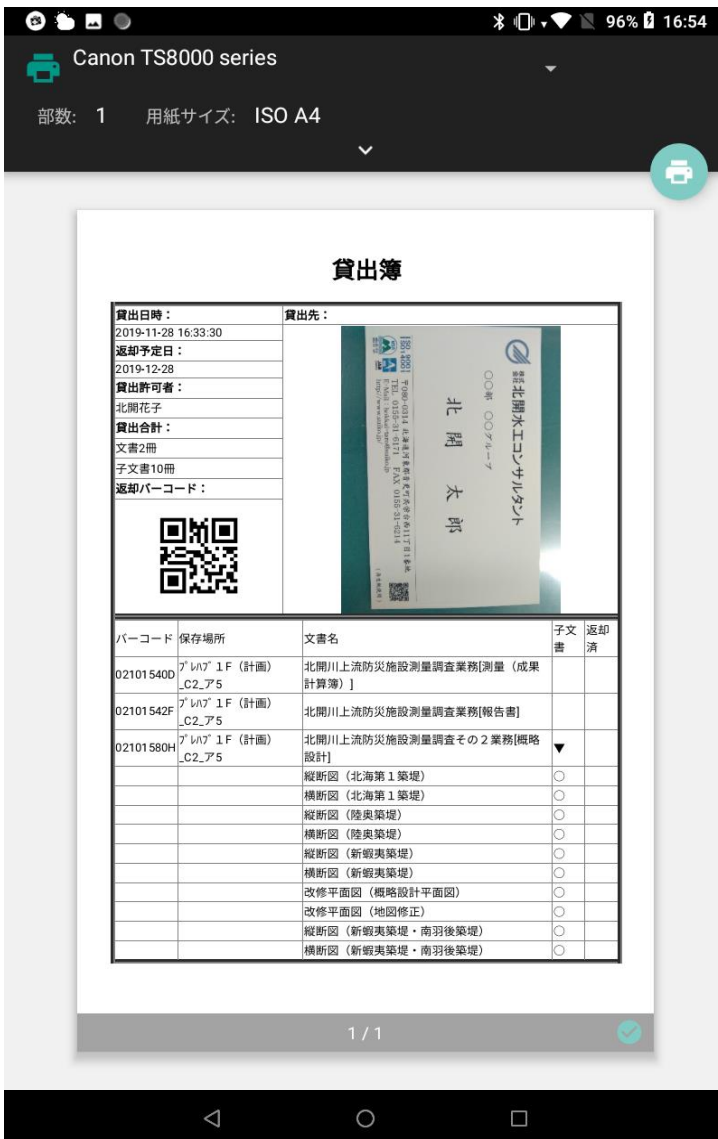 96% 16:54
Canon TS8000 series
部数: 1 用紙サイズ: ISO A4
貸出簿
貸出日時： 貸出先：
2019-11-28 16:33:30
返却予定日：
2019-12-28
貸出許可者：
北開花子
貸出合計：
文書2冊
子文書10冊
返却バーコード：
株式会社 北開水工コンサルタント
○○部 ○○グループ
北開 太郎
TEL 0155-31-6171 FAX 0155-31-6214
ISO 9001
バーコード 保存場所 文書名 子文書 返却済
02101540D ﾌﾟﾚﾊﾌﾞ１F（計画）_C2_ア5 北開川上流防災施設測量調査業務[測量（成果計算簿）]
02101542F ﾌﾟﾚﾊﾌﾞ１F（計画）_C2_ア5 北開川上流防災施設測量調査業務[報告書]
02101580H ﾌﾟﾚﾊﾌﾞ１F（計画）_C2_ア5 北開川上流防災施設測量調査その２業務[概略設計] ▼
縦断図（北海第１築堤） ○
横断図（北海第１築堤） ○
縦断図（陸奥築堤） ○
横断図（陸奥築堤） ○
縦断図（新蝦夷築堤） ○
横断図（新蝦夷築堤） ○
改修平面図（概略設計平面図） ○
改修平面図（地図修正） ○
縦断図（新蝦夷築堤・南羽後築堤） ○
横断図（新蝦夷築堤・南羽後築堤） ○
1 / 1